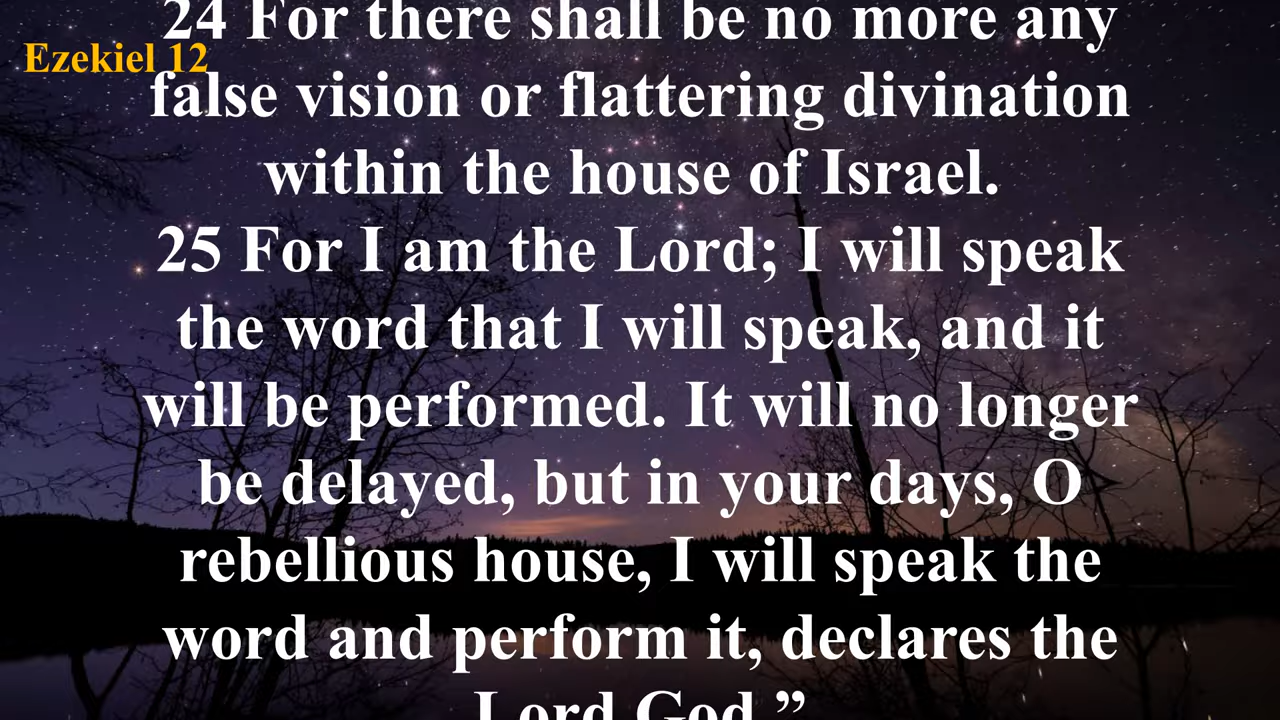 24 For there shall be no more any
Ezekiel 12
false vision or flattering divination
within the house of Israel.
25 For I am the Lord; I will speak
the word that I will speak, and it
will be performed. It will no longer
be delayed, but in your days, O
rebellious house, I will speak the
word and perform it, declares the
Lord God.”